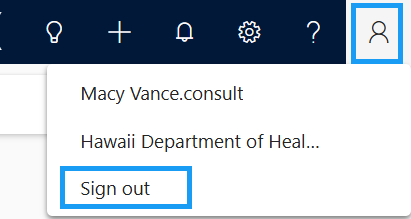 Macy Vance.consult
Hawaii Department of Heal...
Sign out